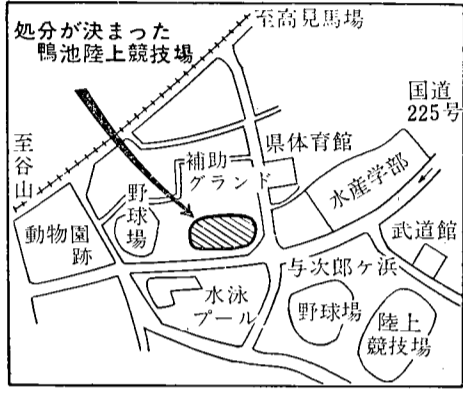 処分が決まった
鴨池陸上競技場
至高見馬場
国道
225号
至谷山
県体育館
補助
グランド
水産学部
野球場
動物園
跡
武道館
与次郎ヶ浜
水泳
プール
野球場
陸上
競技場